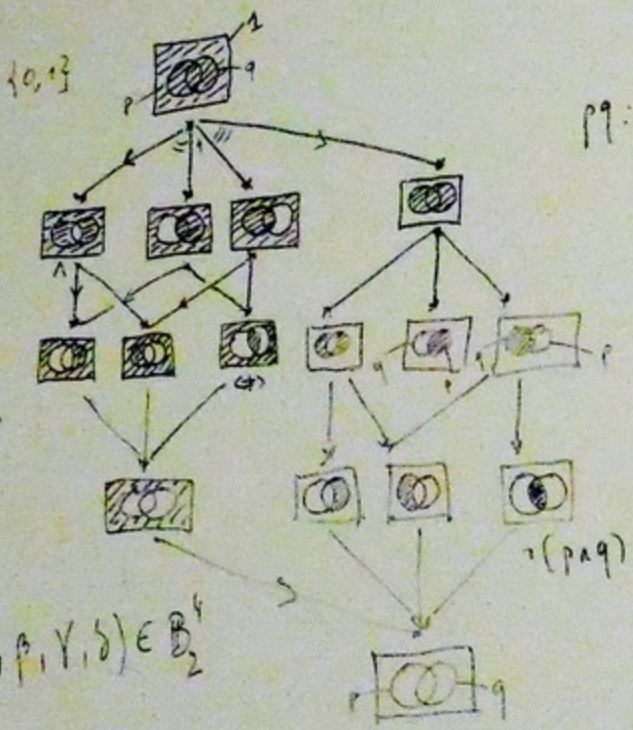 1
{0,1}
p
q
pq:
∧
q
p
q
p
(*)
¬(p∧q)
,β,γ,δ) ∈ B₂⁴
p
q